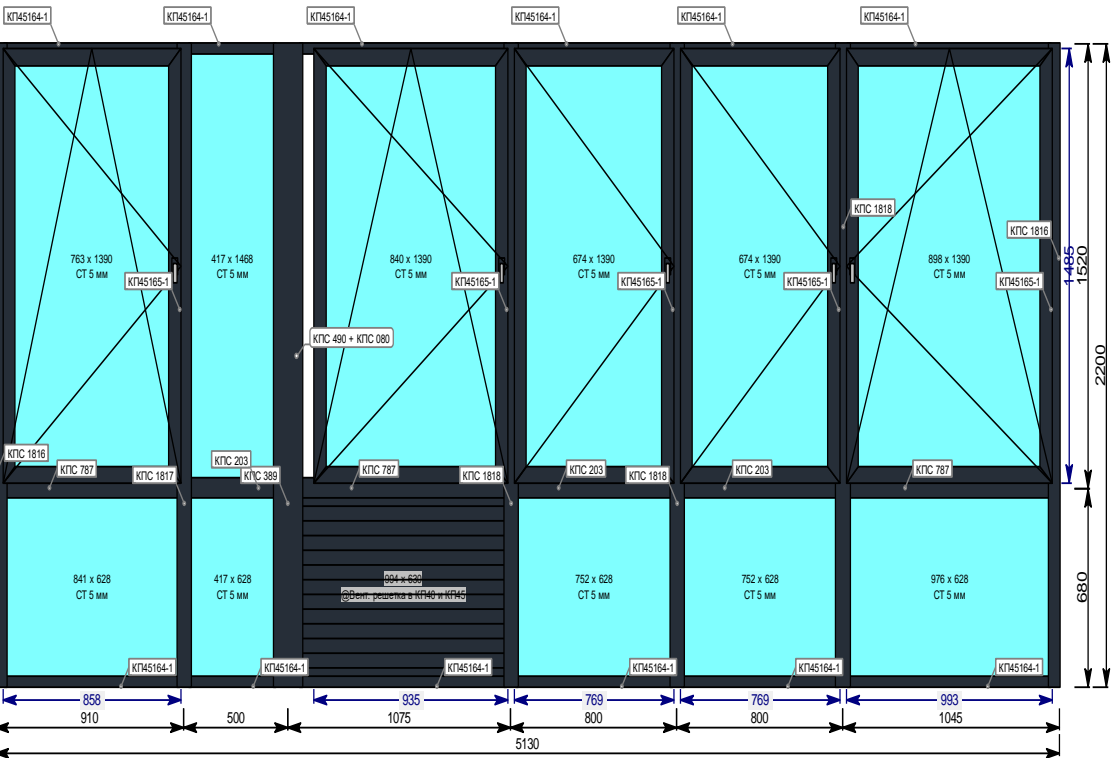 КП45164-1
КП45164-1
КП45164-1
КП45164-1
КП45164-1
КП45164-1
КПС 1818
КПС 1816
763 x 1390
СТ 5 мм
417 x 1468
СТ 5 мм
840 x 1390
СТ 5 мм
674 x 1390
СТ 5 мм
674 x 1390
СТ 5 мм
898 x 1390
СТ 5 мм
КП45165-1
КП45165-1
КП45165-1
КП45165-1
КП45165-1
1485
1520
2200
КПС 490 + КПС 080
КПС 1816
КПС 787
КПС 1817
КПС 203
КПС 389
КПС 787
КПС 1818
КПС 203
КПС 1818
КПС 203
КПС 787
841 x 628
СТ 5 мм
417 x 628
СТ 5 мм
994 x 630
@Вент. решетка в КП40 и КП45
752 x 628
СТ 5 мм
752 x 628
СТ 5 мм
976 x 628
СТ 5 мм
680
КП45164-1
КП45164-1
КП45164-1
КП45164-1
КП45164-1
КП45164-1
858
935
769
769
993
910
500
1075
800
800
1045
5130